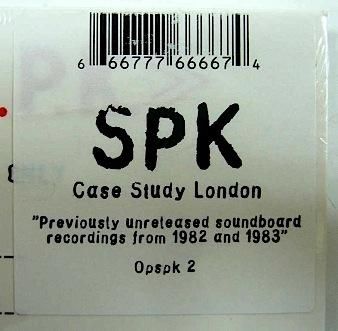 6 66777 66667 4
SPK
Case Study London
"Previously unreleased soundboard
recordings from 1982 and 1983"
Opspk 2